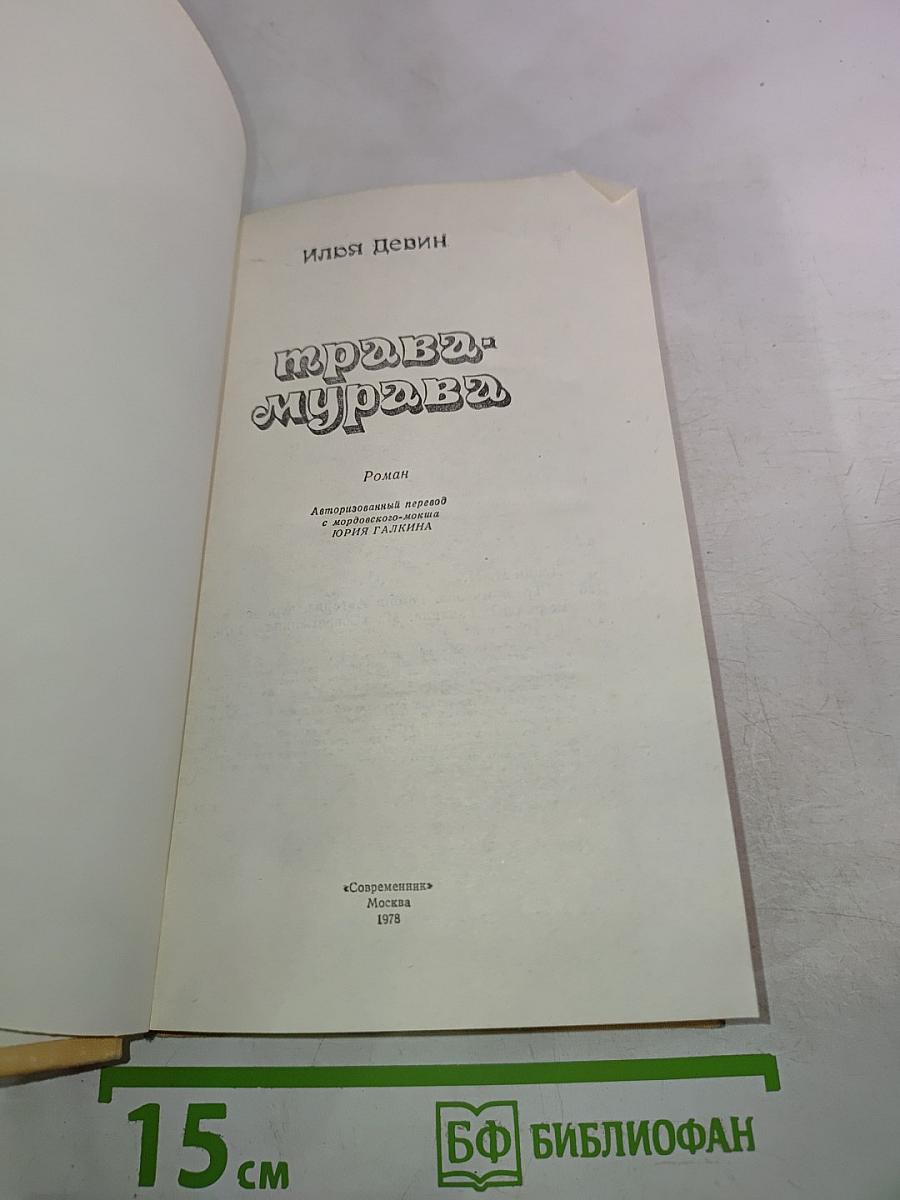 Илья Девин
трава-
мурава
Роман
Авторизованный перевод
с мордовского-мокша
ЮРИЯ ГАЛКИНА
«Современник»
Москва
1978
15 см
БФ БИБЛИОФАН